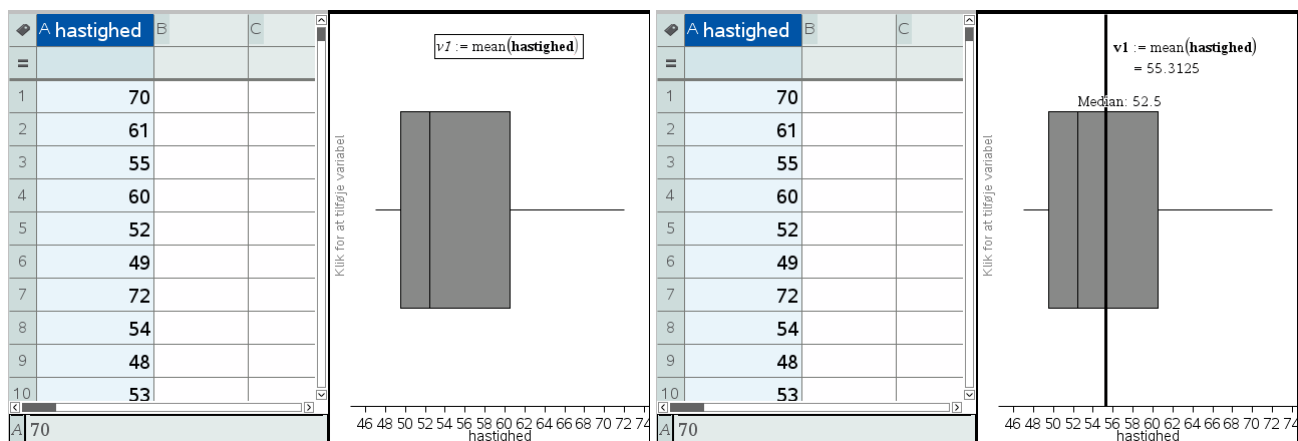 A hastighed B C
=
1 70
2 61
3 55
4 60
5 52
6 49
7 72
8 54
9 48
10 53
A 70
v1 := mean(hastighed)
Klik for at tilføje variabel
46 48 50 52 54 56 58 60 62 64 66 68 70 72 74
hastighed
A hastighed B C
=
1 70
2 61
3 55
4 60
5 52
6 49
7 72
8 54
9 48
10 53
A 70
v1 := mean(hastighed)
= 55.3125
Median: 52.5
Klik for at tilføje variabel
46 48 50 52 54 56 58 60 62 64 66 68 70 72 74
hastighed